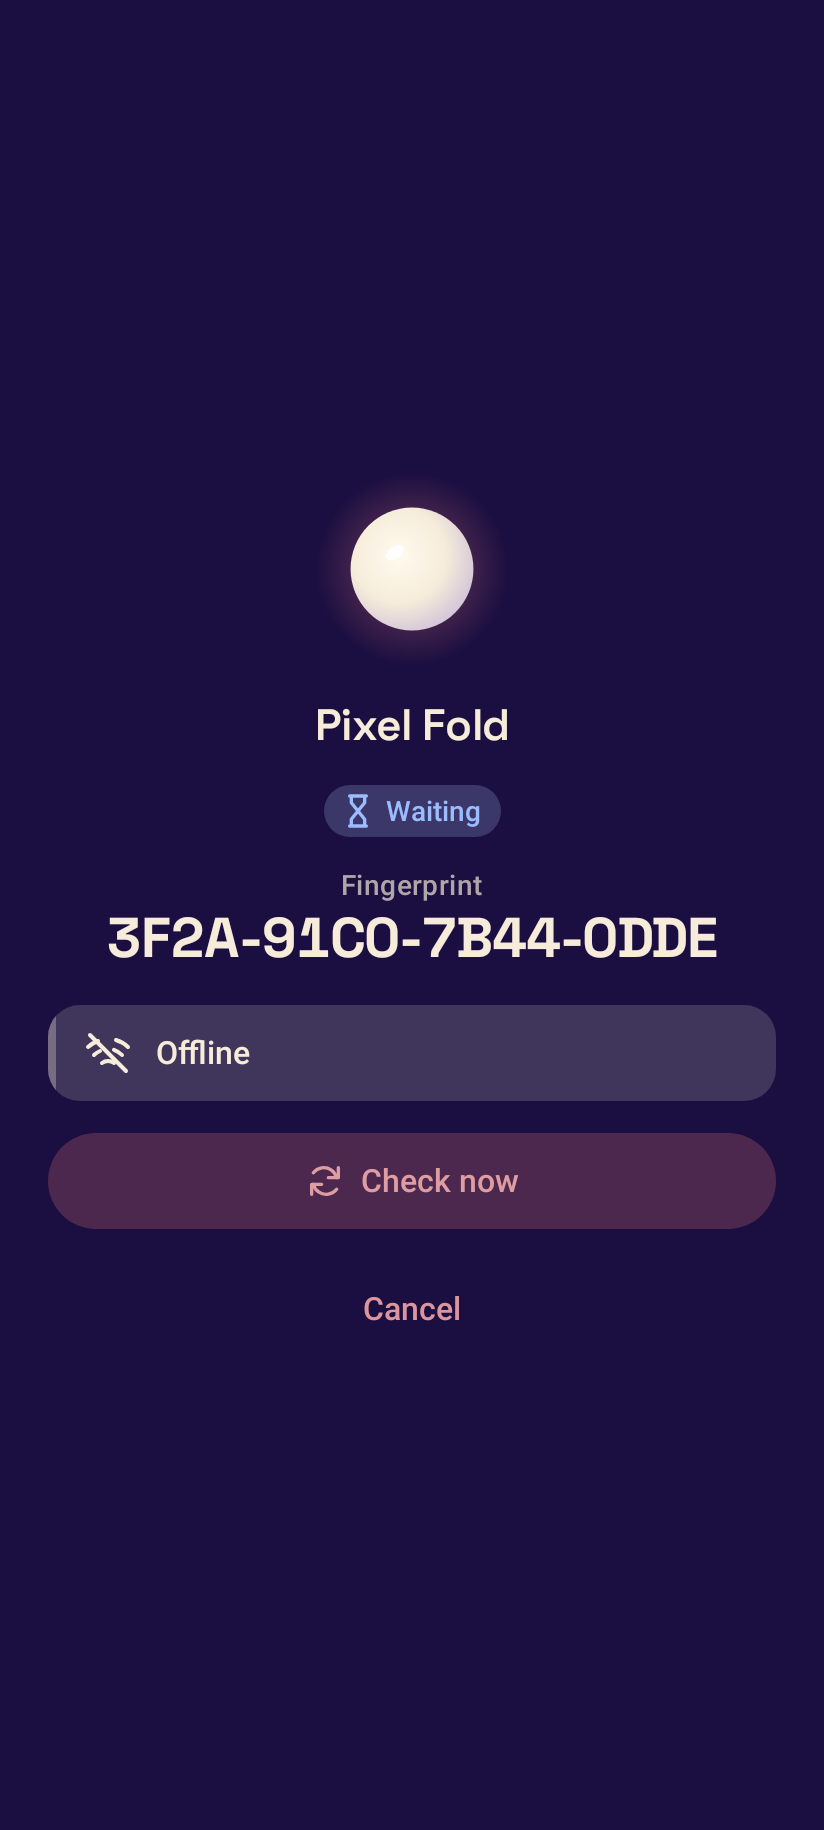 Pixel Fold
Waiting
Fingerprint
3F2A-91C0-7B44-0DDE
Offline
Check now
Cancel